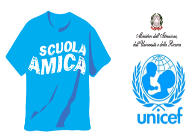 SCUOLA
AMICA
Ministero dell'Istruzione,
dell'Università e della Ricerca
unicef